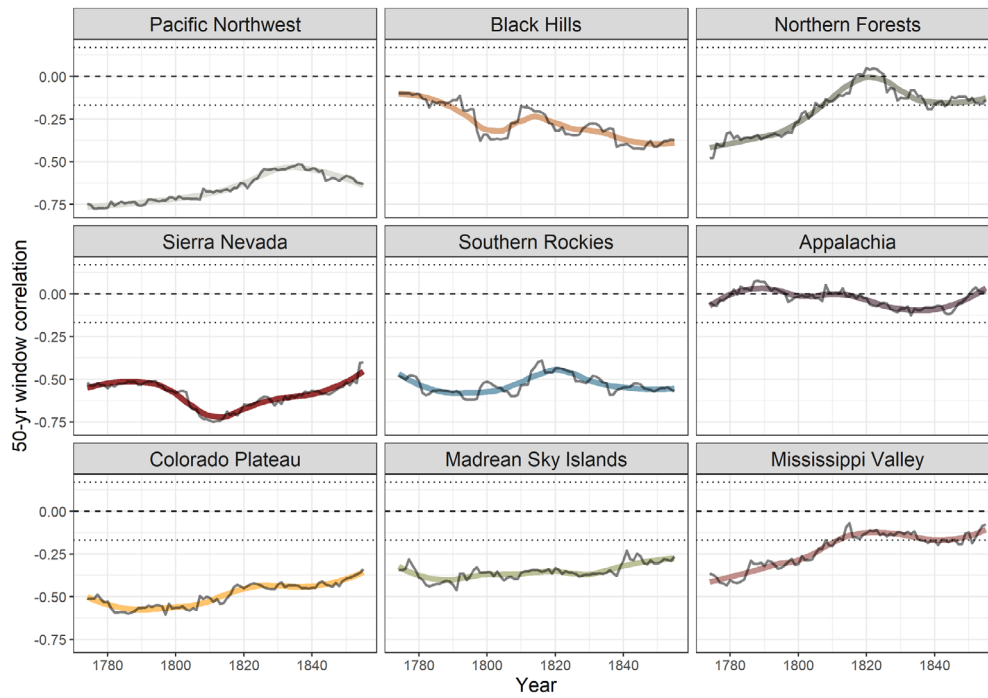 Pacific Northwest
Black Hills
Northern Forests
0.00
-0.25
-0.50
-0.75
Sierra Nevada
Southern Rockies
Appalachia
0.00
-0.25
-0.50
-0.75
50-yr window correlation
Colorado Plateau
Madrean Sky Islands
Mississippi Valley
0.00
-0.25
-0.50
-0.75
1780 1800 1820 1840
1780 1800 1820 1840
1780 1800 1820 1840
Year